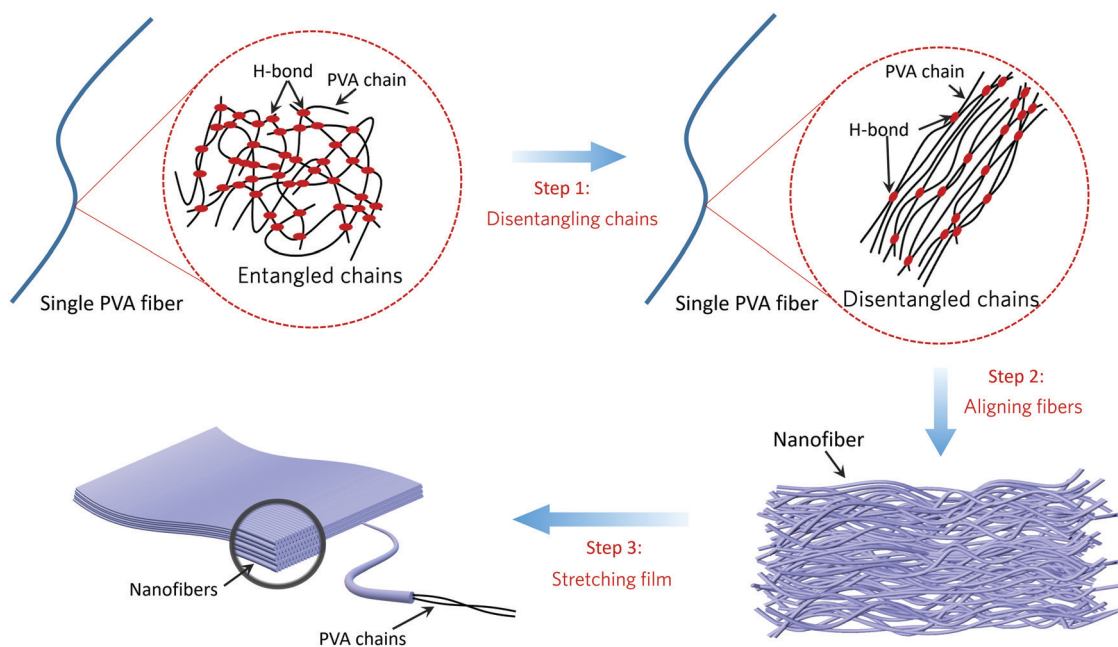 H-bond
PVA chain
Entangled chains
Single PVA fiber
Step 1:
Disentangling chains
PVA chain
H-bond
Disentangled chains
Single PVA fiber
Step 2:
Aligning fibers
Nanofiber
Step 3:
Stretching film
Nanofibers
PVA chains